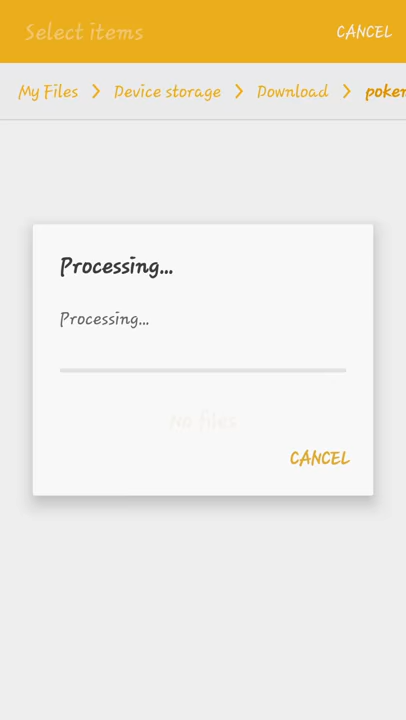 Select items
CANCEL
My Files > Device storage > Download > poker
Processing...
Processing...
No files
CANCEL